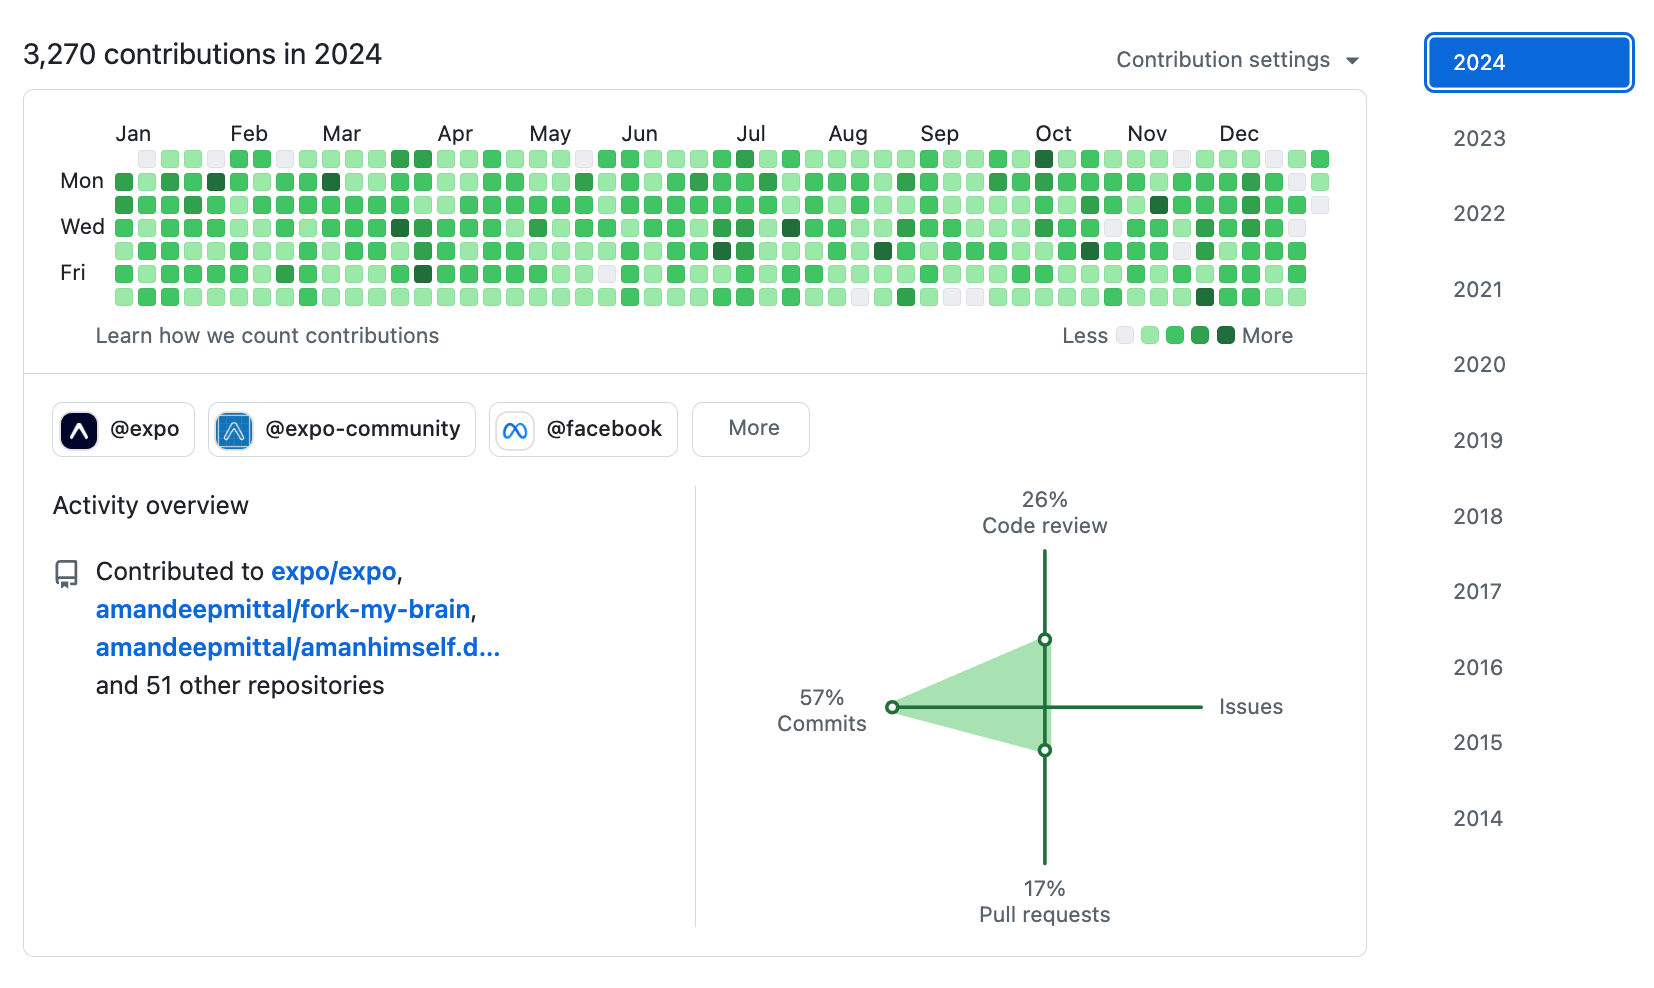 3,270 contributions in 2024
Contribution settings
Jan Feb Mar Apr May Jun Jul Aug Sep Oct Nov Dec
Mon
Wed
Fri
Learn how we count contributions
Less
More
@expo
@expo-community
@facebook
More
Activity overview
Contributed to expo/expo,
amandeepmittal/fork-my-brain,
amandeepmittal/amanhimself.d...
and 51 other repositories
26%
Code review
57%
Commits
Issues
17%
Pull requests
2024
2023
2022
2021
2020
2019
2018
2017
2016
2015
2014